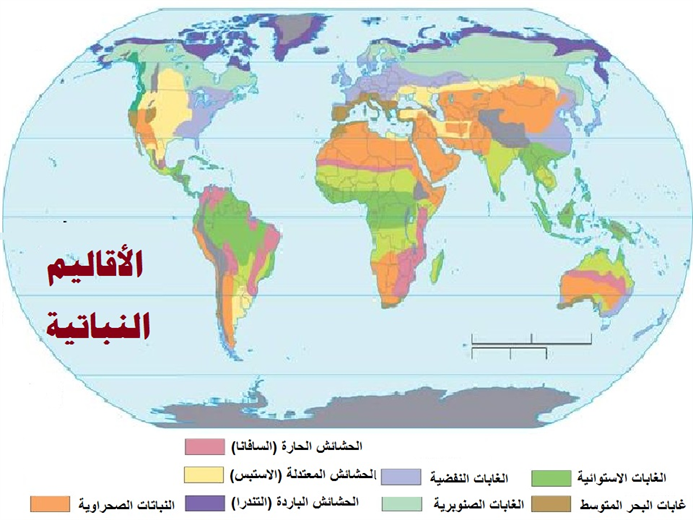 الأقاليم
النباتية
الحشائش الحارة (السافانا)
الغابات الاستوائية
الغابات النفضية
الحشائش المعتدلة (الاستبس)
غابات البحر المتوسط
الغابات الصنوبرية
الحشائش الباردة (التندرا)
النباتات الصحراوية